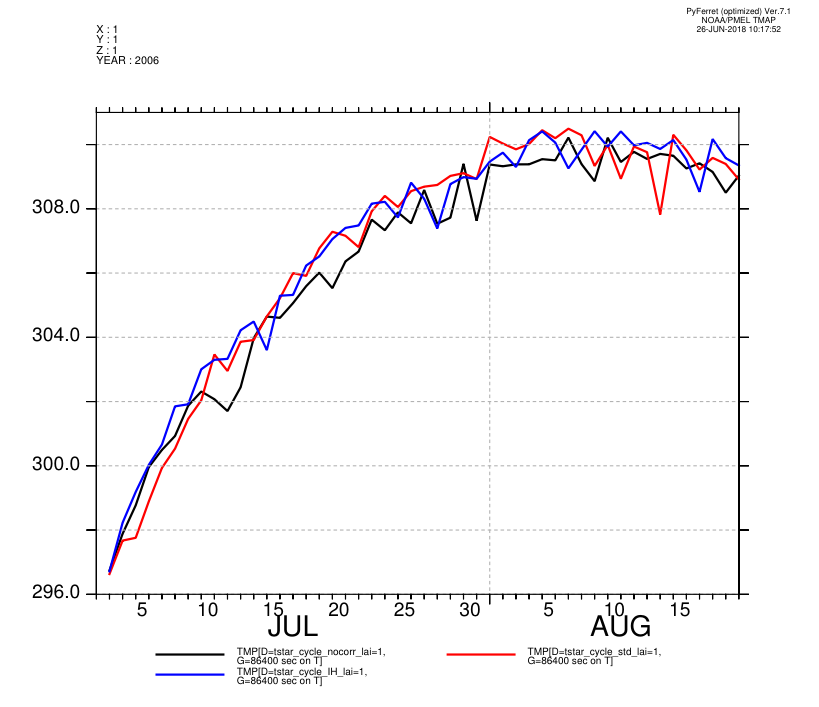 PyFerret (optimized) Ver.7.1
NOAA/PMEL TMAP
26-JUN-2018 10:17:52
X : 1
Y : 1
Z : 1
YEAR : 2006
308.0
304.0
300.0
296.0
5 10 15 20 25 30 5 10 15
JUL AUG
TMP[D=tstar_cycle_nocorr_lai=1,
G=86400 sec on T]
TMP[D=tstar_cycle_std_lai=1,
G=86400 sec on T]
TMP[D=tstar_cycle_IH_lai=1,
G=86400 sec on T]